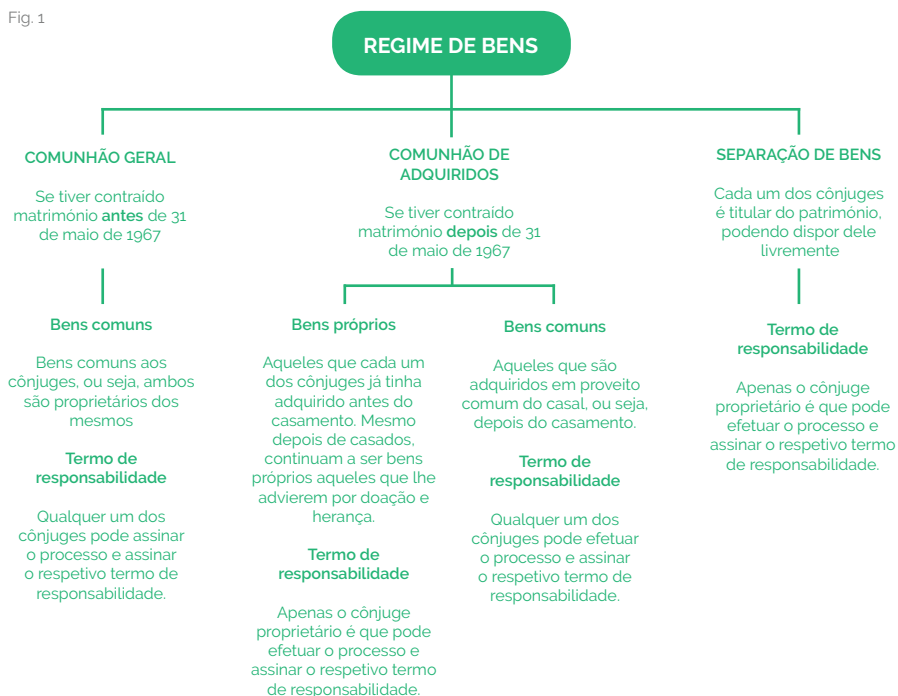 Fig. 1
REGIME DE BENS
COMUNHÃO GERAL
Se tiver contraído
matrimónio antes de 31
de maio de 1967
Bens comuns
Bens comuns aos
cônjuges, ou seja, ambos
são proprietários dos
mesmos
Termo de
responsabilidade
Qualquer um dos
cônjuges pode assinar
o processo e assinar
o respetivo termo de
responsabilidade.
COMUNHÃO DE
ADQUIRIDOS
Se tiver contraído
matrimónio depois de 31
de maio de 1967
Bens próprios
Aqueles que cada um
dos cônjuges já tinha
adquirido antes do
casamento. Mesmo
depois de casados,
continuam a ser bens
próprios aqueles que lhe
advierem por doação e
herança.
Termo de
responsabilidade
Apenas o cônjuge
proprietário é que pode
efetuar o processo e
assinar o respetivo termo
de responsabilidade.
Bens comuns
Aqueles que são
adquiridos em proveito
comum do casal, ou seja,
depois do casamento.
Termo de
responsabilidade
Qualquer um dos
cônjuges pode efetuar
o processo e assinar
o respetivo termo de
responsabilidade.
SEPARAÇÃO DE BENS
Cada um dos cônjuges
é titular do património,
podendo dispor dele
livremente
Termo de
responsabilidade
Apenas o cônjuge
proprietário é que pode
efetuar o processo e
assinar o respetivo termo
de responsabilidade.